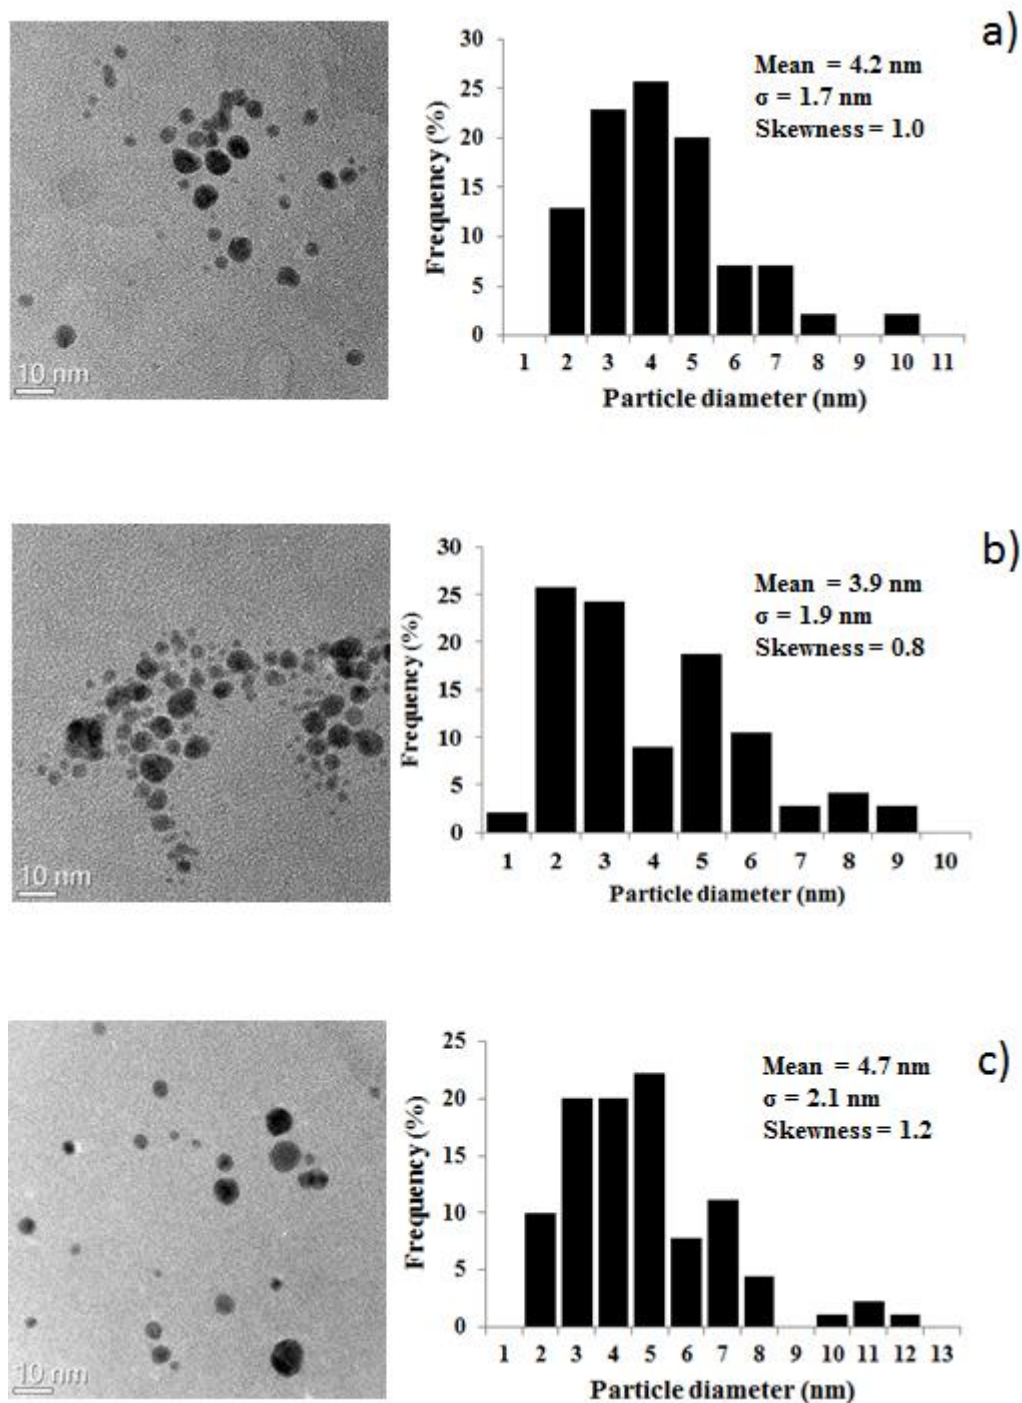 a)
30
25
20
15
10
5
0
Frequency (%)
Mean = 4.2 nm
σ = 1.7 nm
Skewness = 1.0
1 2 3 4 5 6 7 8 9 10 11
Particle diameter (nm)
10 nm
b)
30
25
20
15
10
5
0
Frequency (%)
Mean = 3.9 nm
σ = 1.9 nm
Skewness = 0.8
1 2 3 4 5 6 7 8 9 10
Particle diameter (nm)
10 nm
c)
25
20
15
10
5
0
Frequency (%)
Mean = 4.7 nm
σ = 2.1 nm
Skewness = 1.2
1 2 3 4 5 6 7 8 9 10 11 12 13
Particle diameter (nm)
10 nm